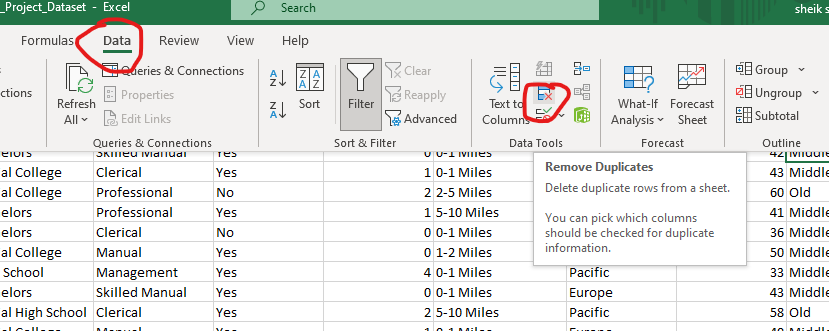 _Project_Dataset - Excel Search sheik s
Formulas Data Review View Help
Queries & Connections Clear Group
Properties Reapply Ungroup
Edit Links Advanced Subtotal
Refresh All Sort Filter Text to Columns What-If Analysis Forecast Sheet
Queries & Connections Sort & Filter Data Tools Forecast Outline
elors Skilled Manual Yes 0 0-1 Miles 42 Middle
al College Clerical Yes 1 0-1 Miles 43 Middle
al College Professional No 2 2-5 Miles 60 Old
elors Professional Yes 1 5-10 Miles 41 Middle
elors Clerical No 0 0-1 Miles 36 Middle
al College Manual Yes 0 1-2 Miles 50 Middle
School Management Yes 4 0-1 Miles Pacific 33 Middle
elors Skilled Manual Yes 0 0-1 Miles Europe 43 Middle
al High School Clerical Yes 2 5-10 Miles Pacific 58 Old
Remove Duplicates
Delete duplicate rows from a sheet.
You can pick which columns
should be checked for duplicate
information.